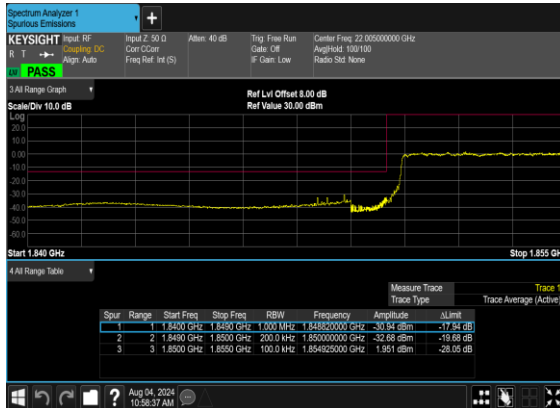 Spectrum Analyzer 1
Spurious Emissions
+
KEYSIGHT Input: RF Input Z: 50 Ω Atten: 40 dB Trig: Free Run Center Freq: 22.005000000 GHz
R T Coupling: DC Corr CCorr Gate: Off Avg|Hold: 100/100
Align: Auto Freq Ref: Int (S) IF Gain: Low Radio Std: None
PASS
3 All Range Graph
Ref Lvl Offset 8.00 dB
Scale/Div 10.0 dB Ref Value 30.00 dBm
Log
20.0
10.0
0.00
-10.0
-20.0
-30.0
-40.0
-50.0
-60.0
Start 1.840 GHz Stop 1.855 GH
4 All Range Table
Measure Trace Trace 1
Trace Type Trace Average (Active)
Spur Range Start Freq Stop Freq RBW Frequency Amplitude ΔLimit
1 1 1.8400 GHz 1.8490 GHz 1.000 MHz 1.848820000 GHz -30.94 dBm -17.94 dB
2 2 1.8490 GHz 1.8500 GHz 200.0 kHz 1.850000000 GHz -32.68 dBm -19.68 dB
3 3 1.8500 GHz 1.8550 GHz 100.0 kHz 1.854925000 GHz 1.951 dBm -28.05 dB
? Aug 04, 2024
10:58:37 AM